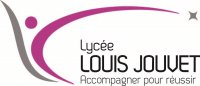 Lycée
LOUIS JOUVET
Accompagner pour réussir